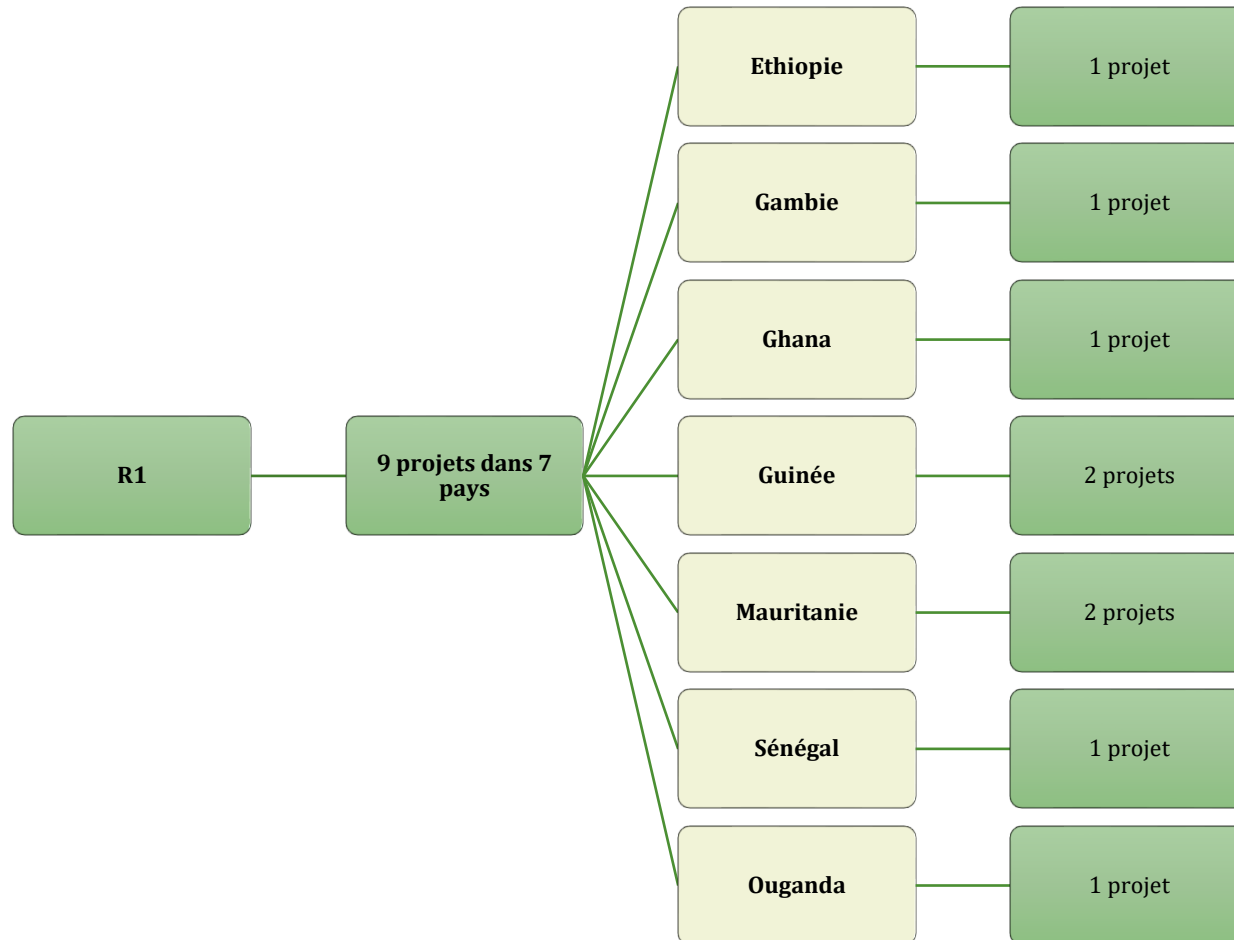 Ethiopie
1 projet
Gambie
1 projet
Ghana
1 projet
R1
9 projets dans 7
pays
Guinée
2 projets
Mauritanie
2 projets
Sénégal
1 projet
Ouganda
1 projet